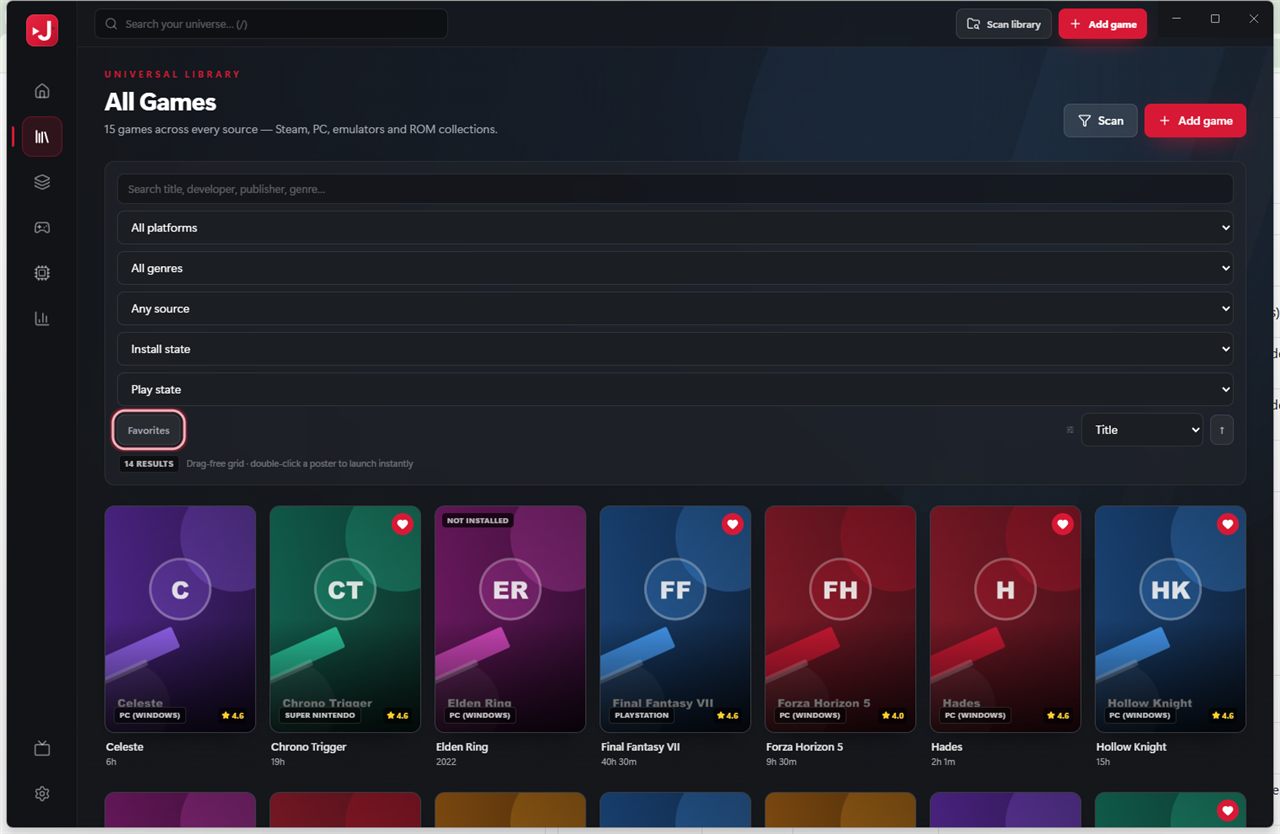 J
Search your universe... (/)
Scan library
Add game
UNIVERSAL LIBRARY
All Games
15 games across every source — Steam, PC, emulators and ROM collections.
Scan
Add game
Search title, developer, publisher, genre...
All platforms
All genres
Any source
Install state
Play state
Favorites
Title
↑
14 RESULTS
Drag-free grid · double-click a poster to launch instantly
C
Celeste
PC (WINDOWS)
4.6
Celeste
6h
CT
Chrono Trigger
SUPER NINTENDO
4.6
Chrono Trigger
19h
NOT INSTALLED
ER
Elden Ring
PC (WINDOWS)
Elden Ring
2022
FF
Final Fantasy VII
PLAYSTATION
4.6
Final Fantasy VII
40h 30m
FH
Forza Horizon 5
PC (WINDOWS)
4.0
Forza Horizon 5
9h 30m
H
Hades
PC (WINDOWS)
4.6
Hades
2h 1m
HK
Hollow Knight
PC (WINDOWS)
4.6
Hollow Knight
15h